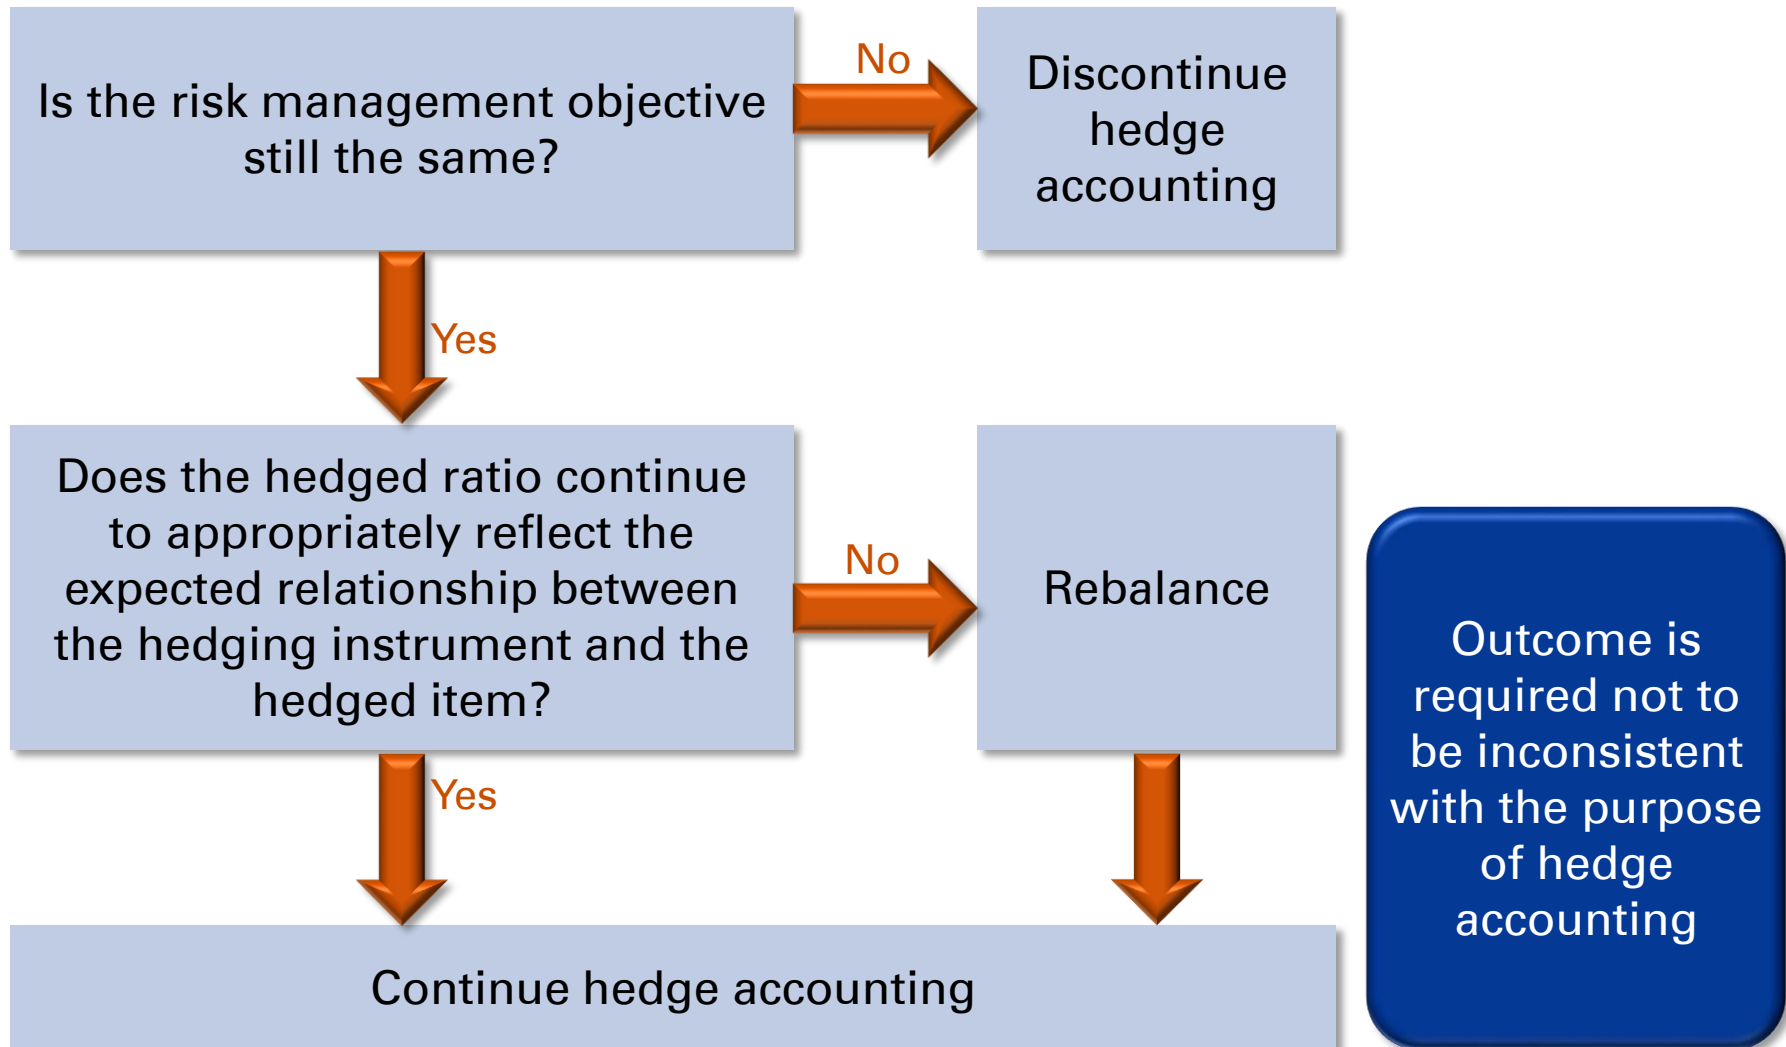 Is the risk management objective
still the same?
No
Discontinue
hedge
accounting
Yes
Does the hedged ratio continue
to appropriately reflect the
expected relationship between
the hedging instrument and the
hedged item?
No
Rebalance
Outcome is
required not to
be inconsistent
with the purpose
of hedge
accounting
Yes
Continue hedge accounting